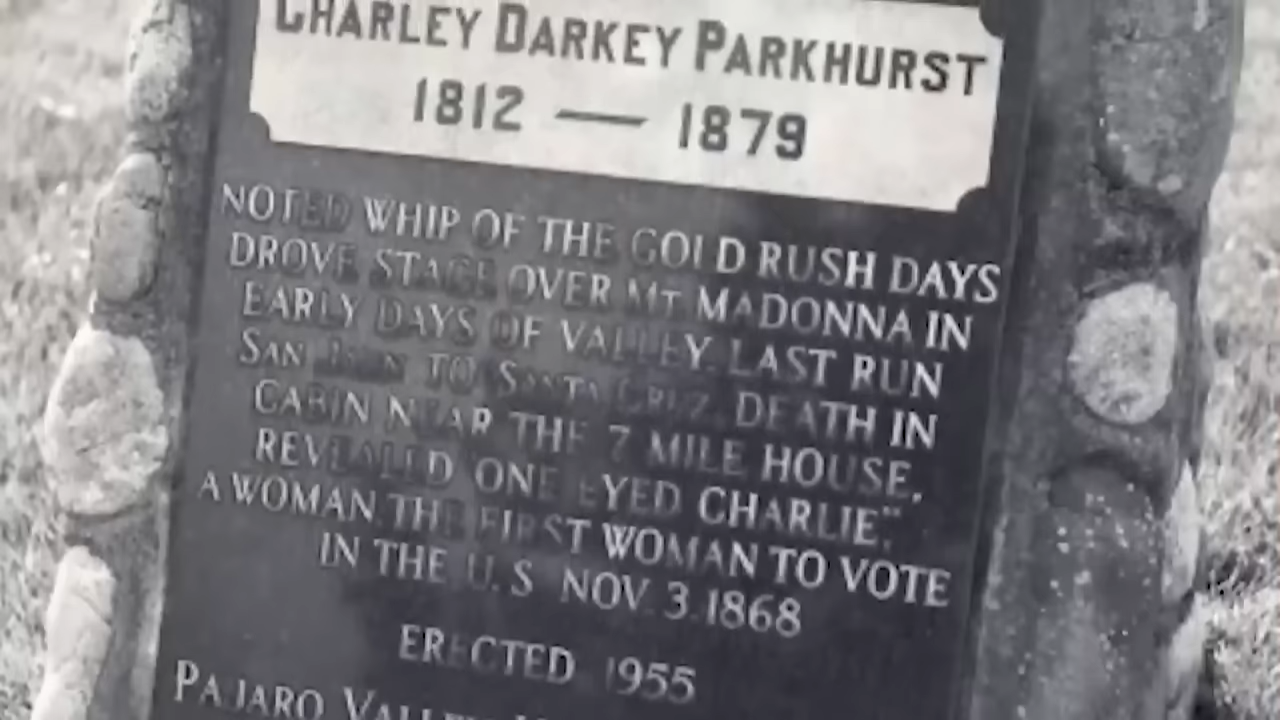 CHARLEY DARKEY PARKHURST
1812 — 1879
NOTED WHIP OF THE GOLD RUSH DAYS
DROVE STAGE OVER MT MADONNA IN
EARLY DAYS OF VALLEY. LAST RUN
SAN JUAN TO SANTA CRUZ. DEATH IN
CABIN NEAR THE 7 MILE HOUSE,
REVEALED ONE EYED CHARLIE,"
A WOMAN, THE FIRST WOMAN TO VOTE
IN THE U.S NOV. 3.1868
ERECTED 1955
PAJARO VALLEY